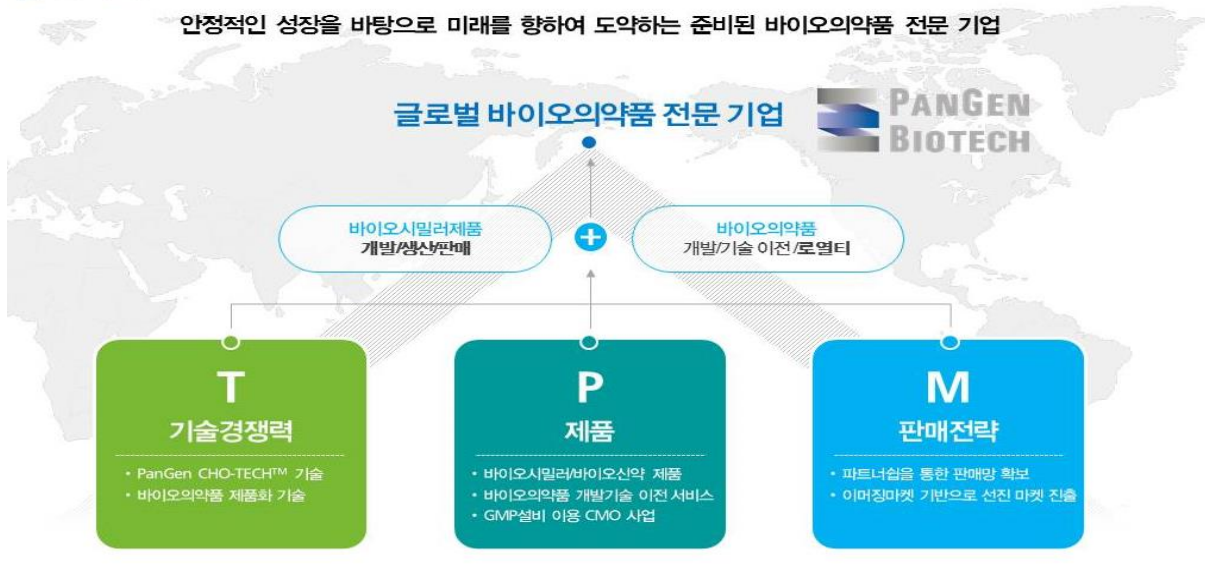 안정적인 성장을 바탕으로 미래를 향하여 도약하는 준비된 바이오의약품 전문 기업
글로벌 바이오의약품 전문 기업
PANGEN
BIOTECH
바이오시밀러제품
개발/생산/판매
+
바이오의약품
개발/기술 이전/로열티
T
기술경쟁력
• PanGen CHO-TECH™ 기술
• 바이오의약품 제품화 기술
P
제품
• 바이오시밀러/바이오신약 제품
• 바이오의약품 개발기술 이전 서비스
• GMP설비 이용 CMO 사업
M
판매전략
• 파트너쉽을 통한 판매망 확보
• 이머징마켓 기반으로 선진 마켓 진출